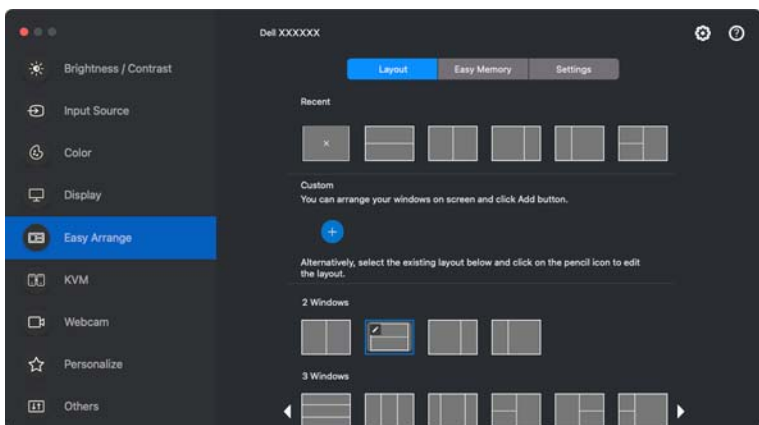 Dell XXXXXX
Brightness / Contrast
Input Source
Color
Display
Easy Arrange
KVM
Webcam
Personalize
Others
Layout Easy Memory Settings
Recent
Custom
You can arrange your windows on screen and click Add button.
Alternatively, select the existing layout below and click on the pencil icon to edit
the layout.
2 Windows
3 Windows